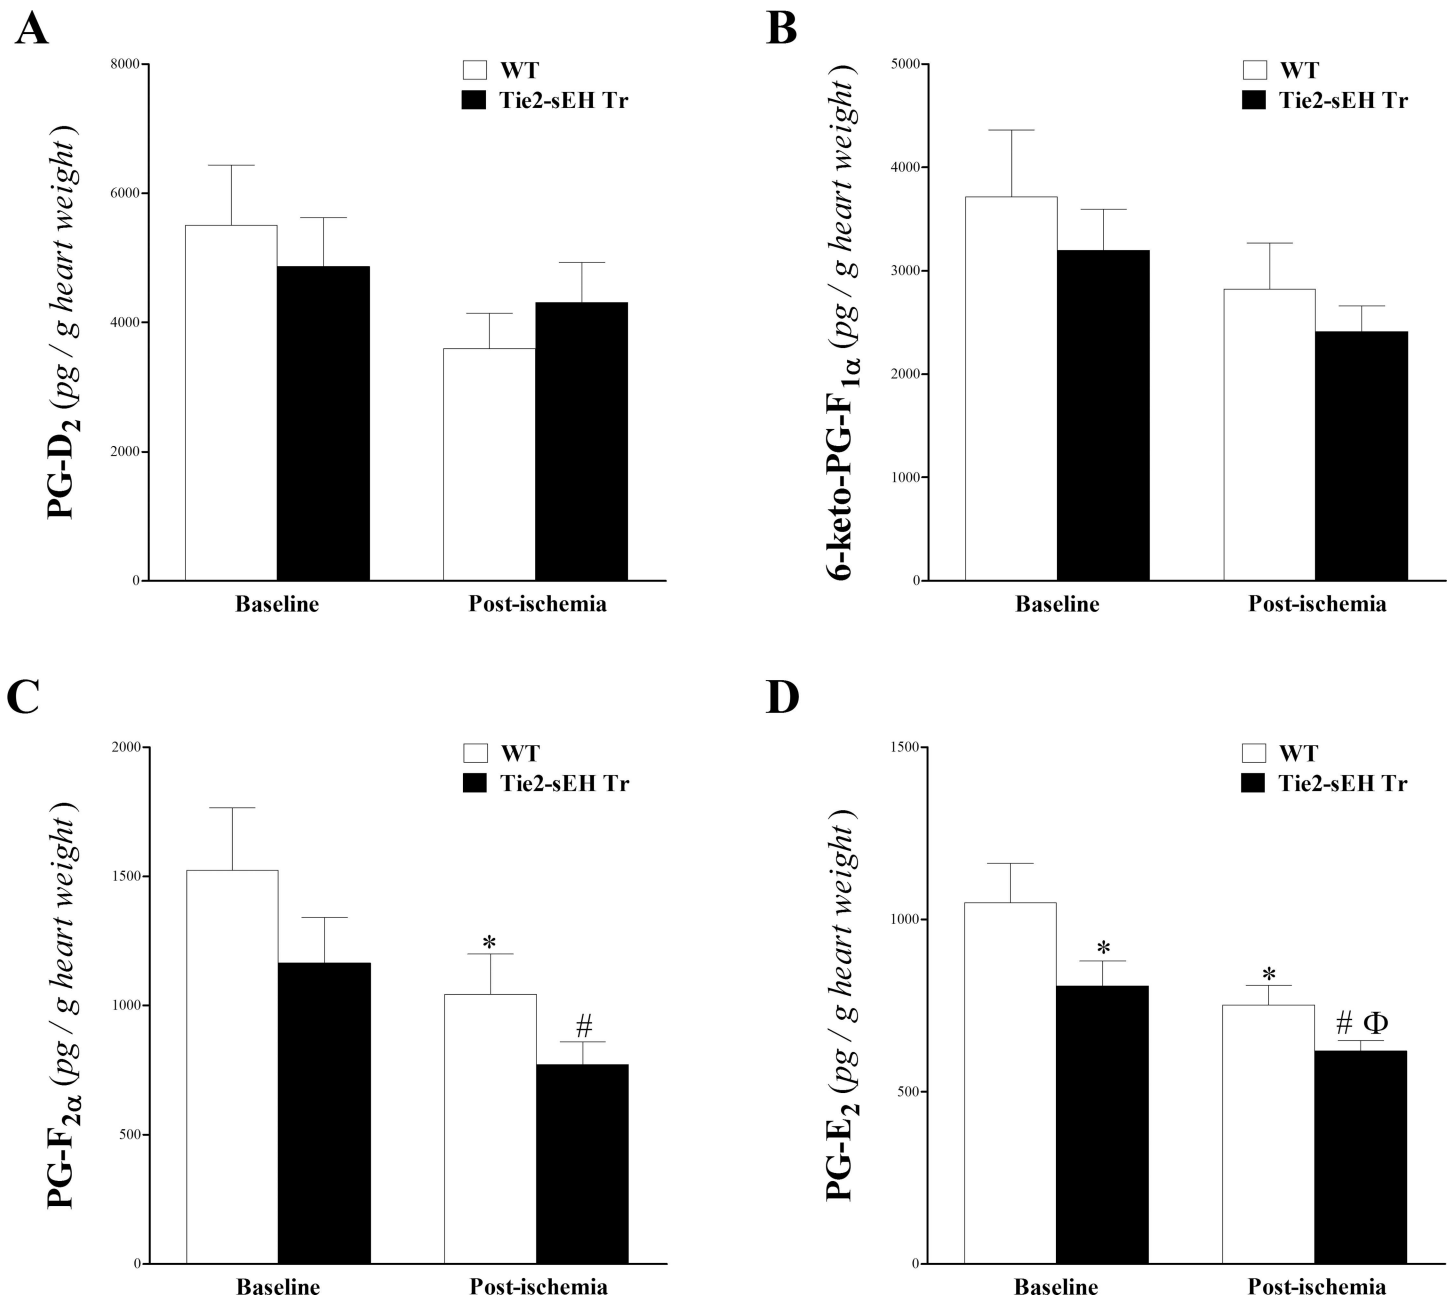 A
PG-D2 (pg / g heart weight)
8000
6000
4000
2000
0
WT
Tie2-sEH Tr
Baseline
Post-ischemia
B
6-keto-PG-F1α (pg / g heart weight)
5000
4000
3000
2000
1000
0
WT
Tie2-sEH Tr
Baseline
Post-ischemia
C
PG-F2α (pg / g heart weight)
2000
1500
1000
500
0
WT
Tie2-sEH Tr
*
#
Baseline
Post-ischemia
D
PG-E2 (pg / g heart weight)
1500
1000
500
0
WT
Tie2-sEH Tr
*
*
# Φ
Baseline
Post-ischemia